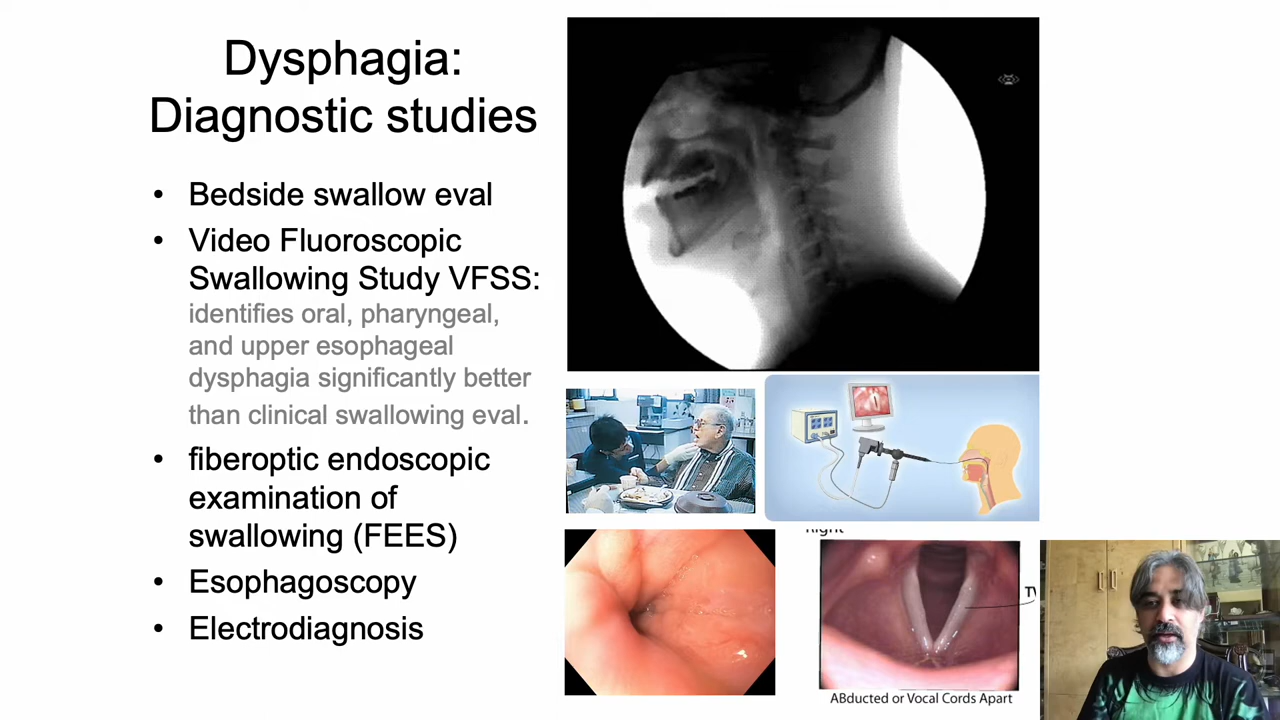 Dysphagia:
Diagnostic studies
• Bedside swallow eval
• Video Fluoroscopic
Swallowing Study VFSS:
identifies oral, pharyngeal,
and upper esophageal
dysphagia significantly better
than clinical swallowing eval.
• fiberoptic endoscopic
examination of
swallowing (FEES)
• Esophagoscopy
• Electrodiagnosis
Right
ABducted or Vocal Cords Apart